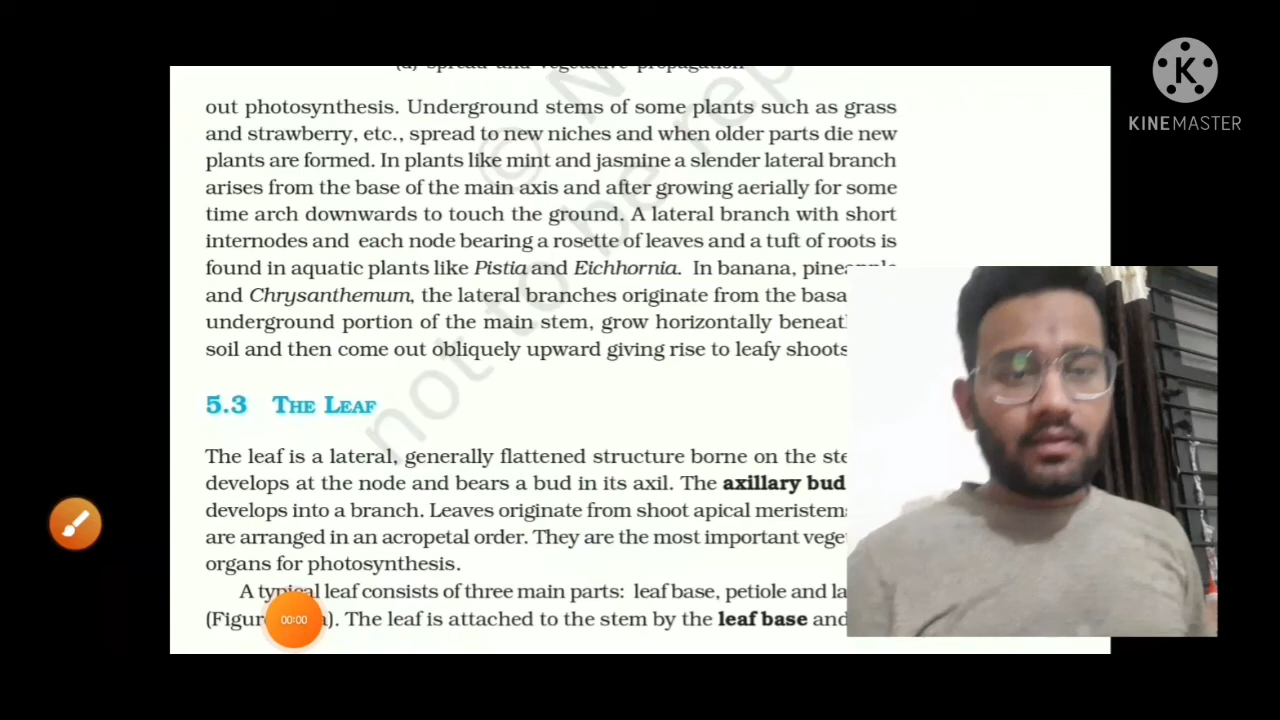 (d) Spread and vegetative propagation
out photosynthesis. Underground stems of some plants such as grass
and strawberry, etc., spread to new niches and when older parts die new
plants are formed. In plants like mint and jasmine a slender lateral branch
arises from the base of the main axis and after growing aerially for some
time arch downwards to touch the ground. A lateral branch with short
internodes and each node bearing a rosette of leaves and a tuft of roots is
found in aquatic plants like Pistia and Eichhornia. In banana,
and Chrysanthemum, the lateral branches originate from the
underground portion of the main stem, grow horizontally
soil and then come out obliquely upward giving rise to leafy shoots
5.3 THE LEAF
The leaf is a lateral, generally flattened structure borne on the
develops at the node and bears a bud in its axil. The axillary bud
develops into a branch. Leaves originate from shoot apical
are arranged in an acropetal order. They are the most important
organs for photosynthesis.
A typical leaf consists of three main parts: leaf base, petiole and
The leaf is attached to the stem by the leaf base and
00:00
not to be
K
KINEMASTER